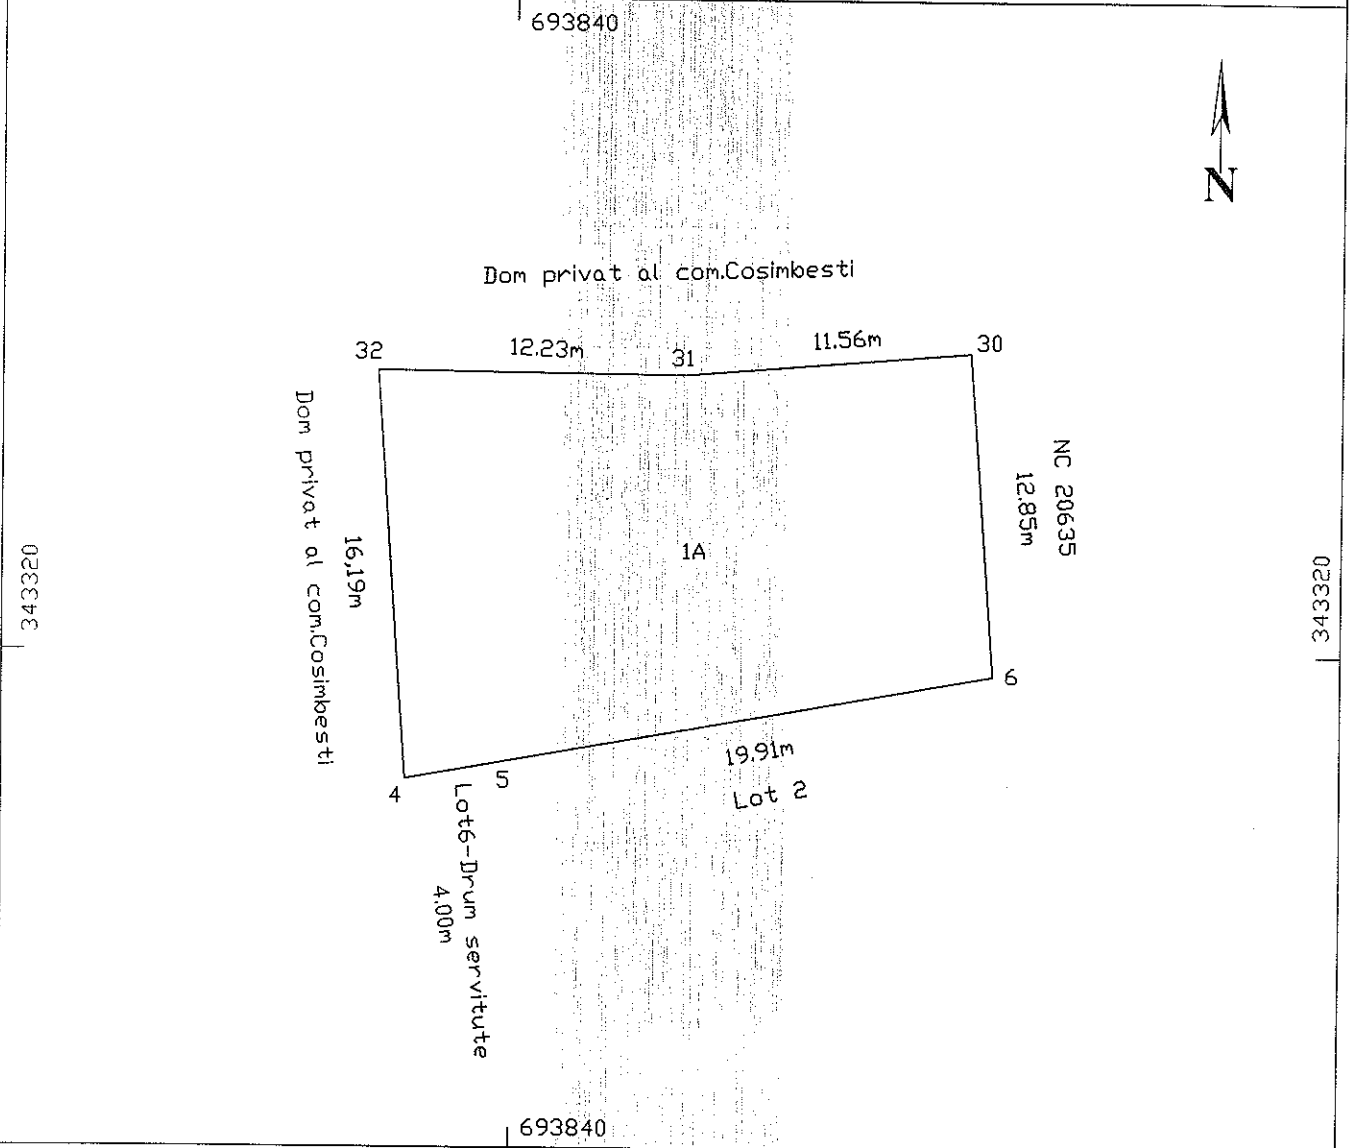 693840
N
Dom privat al com.Cosimbesti
32
12.23m
31
11.56m
30
Dom privat al com.Cosimbesti
16,19m
NC 20635
12.85m
1A
343320
343320
6
19.91m
Lot 2
4
5
Lot6-Drum servitute
4.00m
693840